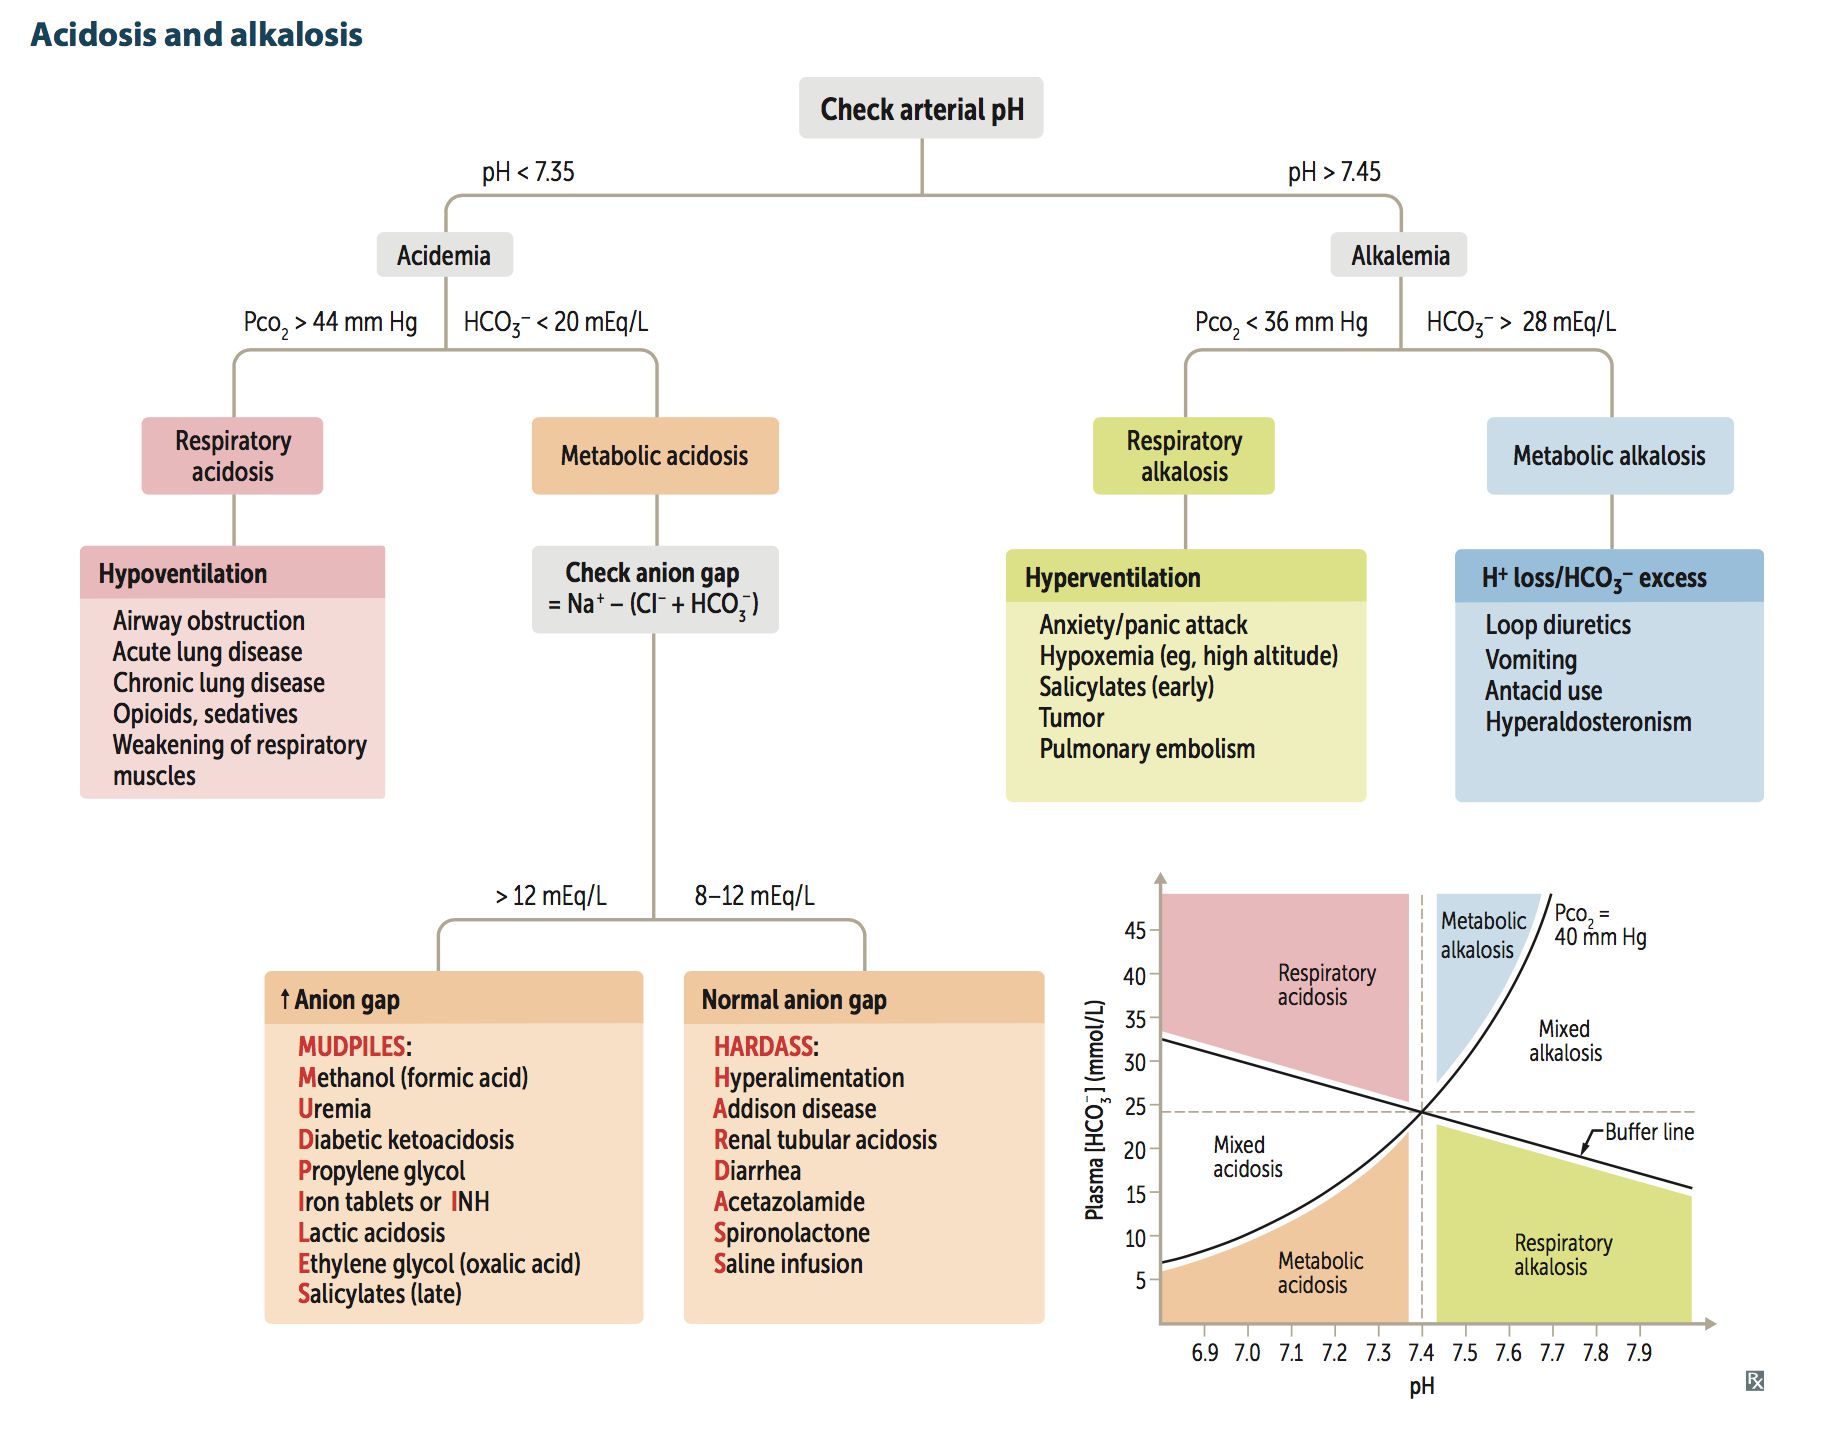 Acidosis and alkalosis
Check arterial pH
pH < 7.35
pH > 7.45
Acidemia
Alkalemia
Pco₂ > 44 mm Hg
HCO₃⁻ < 20 mEq/L
Pco₂ < 36 mm Hg
HCO₃⁻ > 28 mEq/L
Respiratory
acidosis
Metabolic acidosis
Respiratory
alkalosis
Metabolic alkalosis
Hypoventilation
Airway obstruction
Acute lung disease
Chronic lung disease
Opioids, sedatives
Weakening of respiratory
muscles
Check anion gap
= Na⁺ – (Cl⁻ + HCO₃⁻)
Hyperventilation
Anxiety/panic attack
Hypoxemia (eg, high altitude)
Salicylates (early)
Tumor
Pulmonary embolism
H⁺ loss/HCO₃⁻ excess
Loop diuretics
Vomiting
Antacid use
Hyperaldosteronism
> 12 mEq/L
8–12 mEq/L
↑ Anion gap
MUDPILES:
Methanol (formic acid)
Uremia
Diabetic ketoacidosis
Propylene glycol
Iron tablets or INH
Lactic acidosis
Ethylene glycol (oxalic acid)
Salicylates (late)
Normal anion gap
HARDASS:
Hyperalimentation
Addison disease
Renal tubular acidosis
Diarrhea
Acetazolamide
Spironolactone
Saline infusion
Plasma [HCO₃⁻] (mmol/L)
45
40
35
30
25
20
15
10
5
Respiratory
acidosis
Metabolic
alkalosis
Pco₂ =
40 mm Hg
Mixed
alkalosis
Mixed
acidosis
Buffer line
Metabolic
acidosis
Respiratory
alkalosis
6.9 7.0 7.1 7.2 7.3 7.4 7.5 7.6 7.7 7.8 7.9
pH
Rx